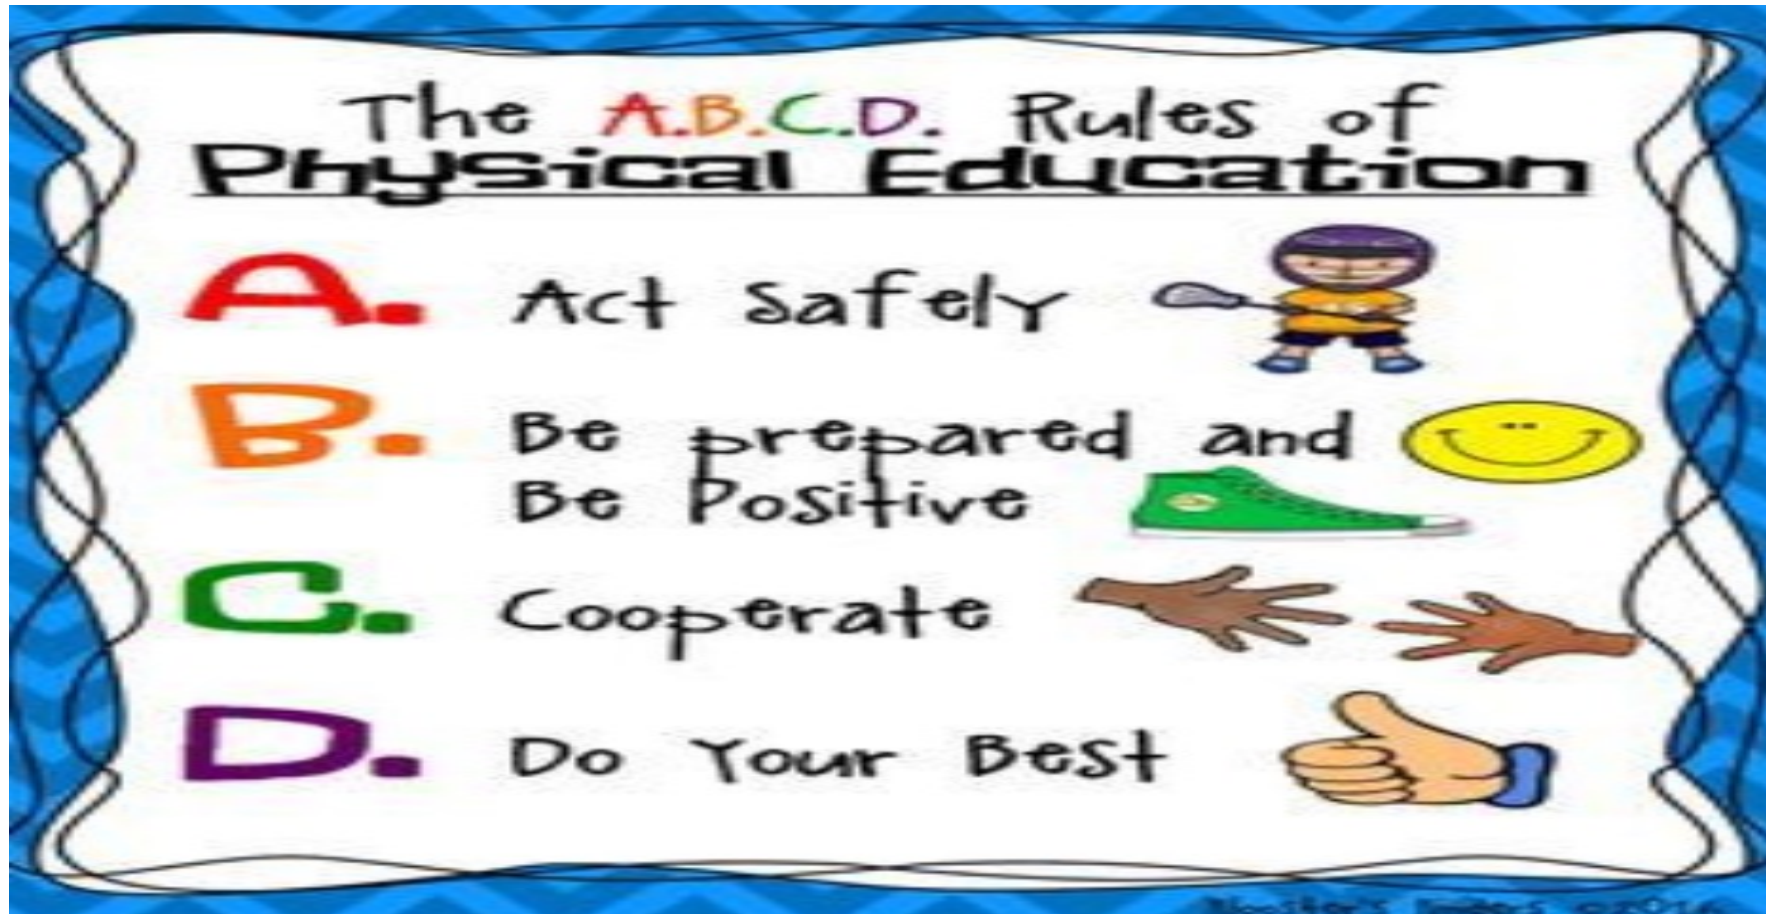 The A.B.C.D. Rules of
Physical Education
A. Act Safely
B. Be prepared and
Be Positive
C. Cooperate
D. Do Your Best